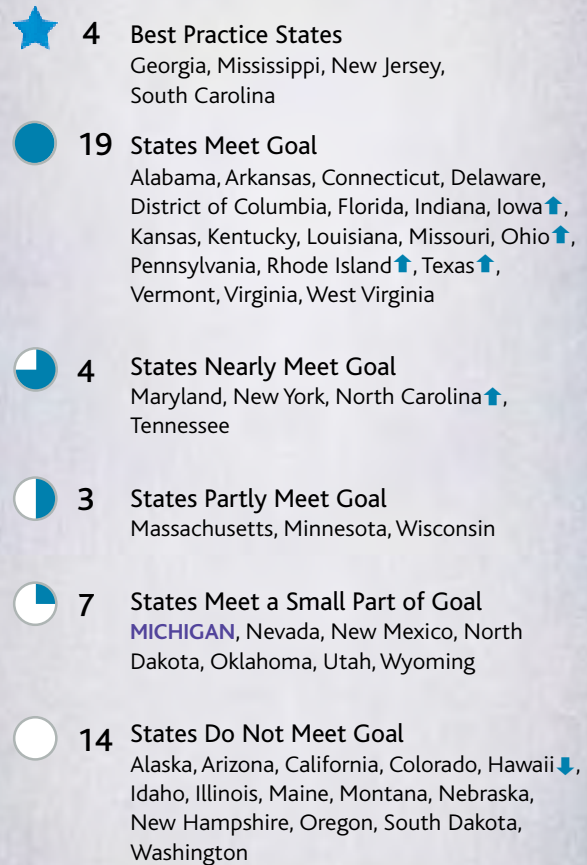 4 Best Practice States
Georgia, Mississippi, New Jersey,
South Carolina
19 States Meet Goal
Alabama, Arkansas, Connecticut, Delaware,
District of Columbia, Florida, Indiana, Iowa⬆,
Kansas, Kentucky, Louisiana, Missouri, Ohio⬆,
Pennsylvania, Rhode Island⬆, Texas⬆,
Vermont, Virginia, West Virginia
4 States Nearly Meet Goal
Maryland, New York, North Carolina⬆,
Tennessee
3 States Partly Meet Goal
Massachusetts, Minnesota, Wisconsin
7 States Meet a Small Part of Goal
MICHIGAN, Nevada, New Mexico, North
Dakota, Oklahoma, Utah, Wyoming
14 States Do Not Meet Goal
Alaska, Arizona, California, Colorado, Hawaii⬇,
Idaho, Illinois, Maine, Montana, Nebraska,
New Hampshire, Oregon, South Dakota,
Washington